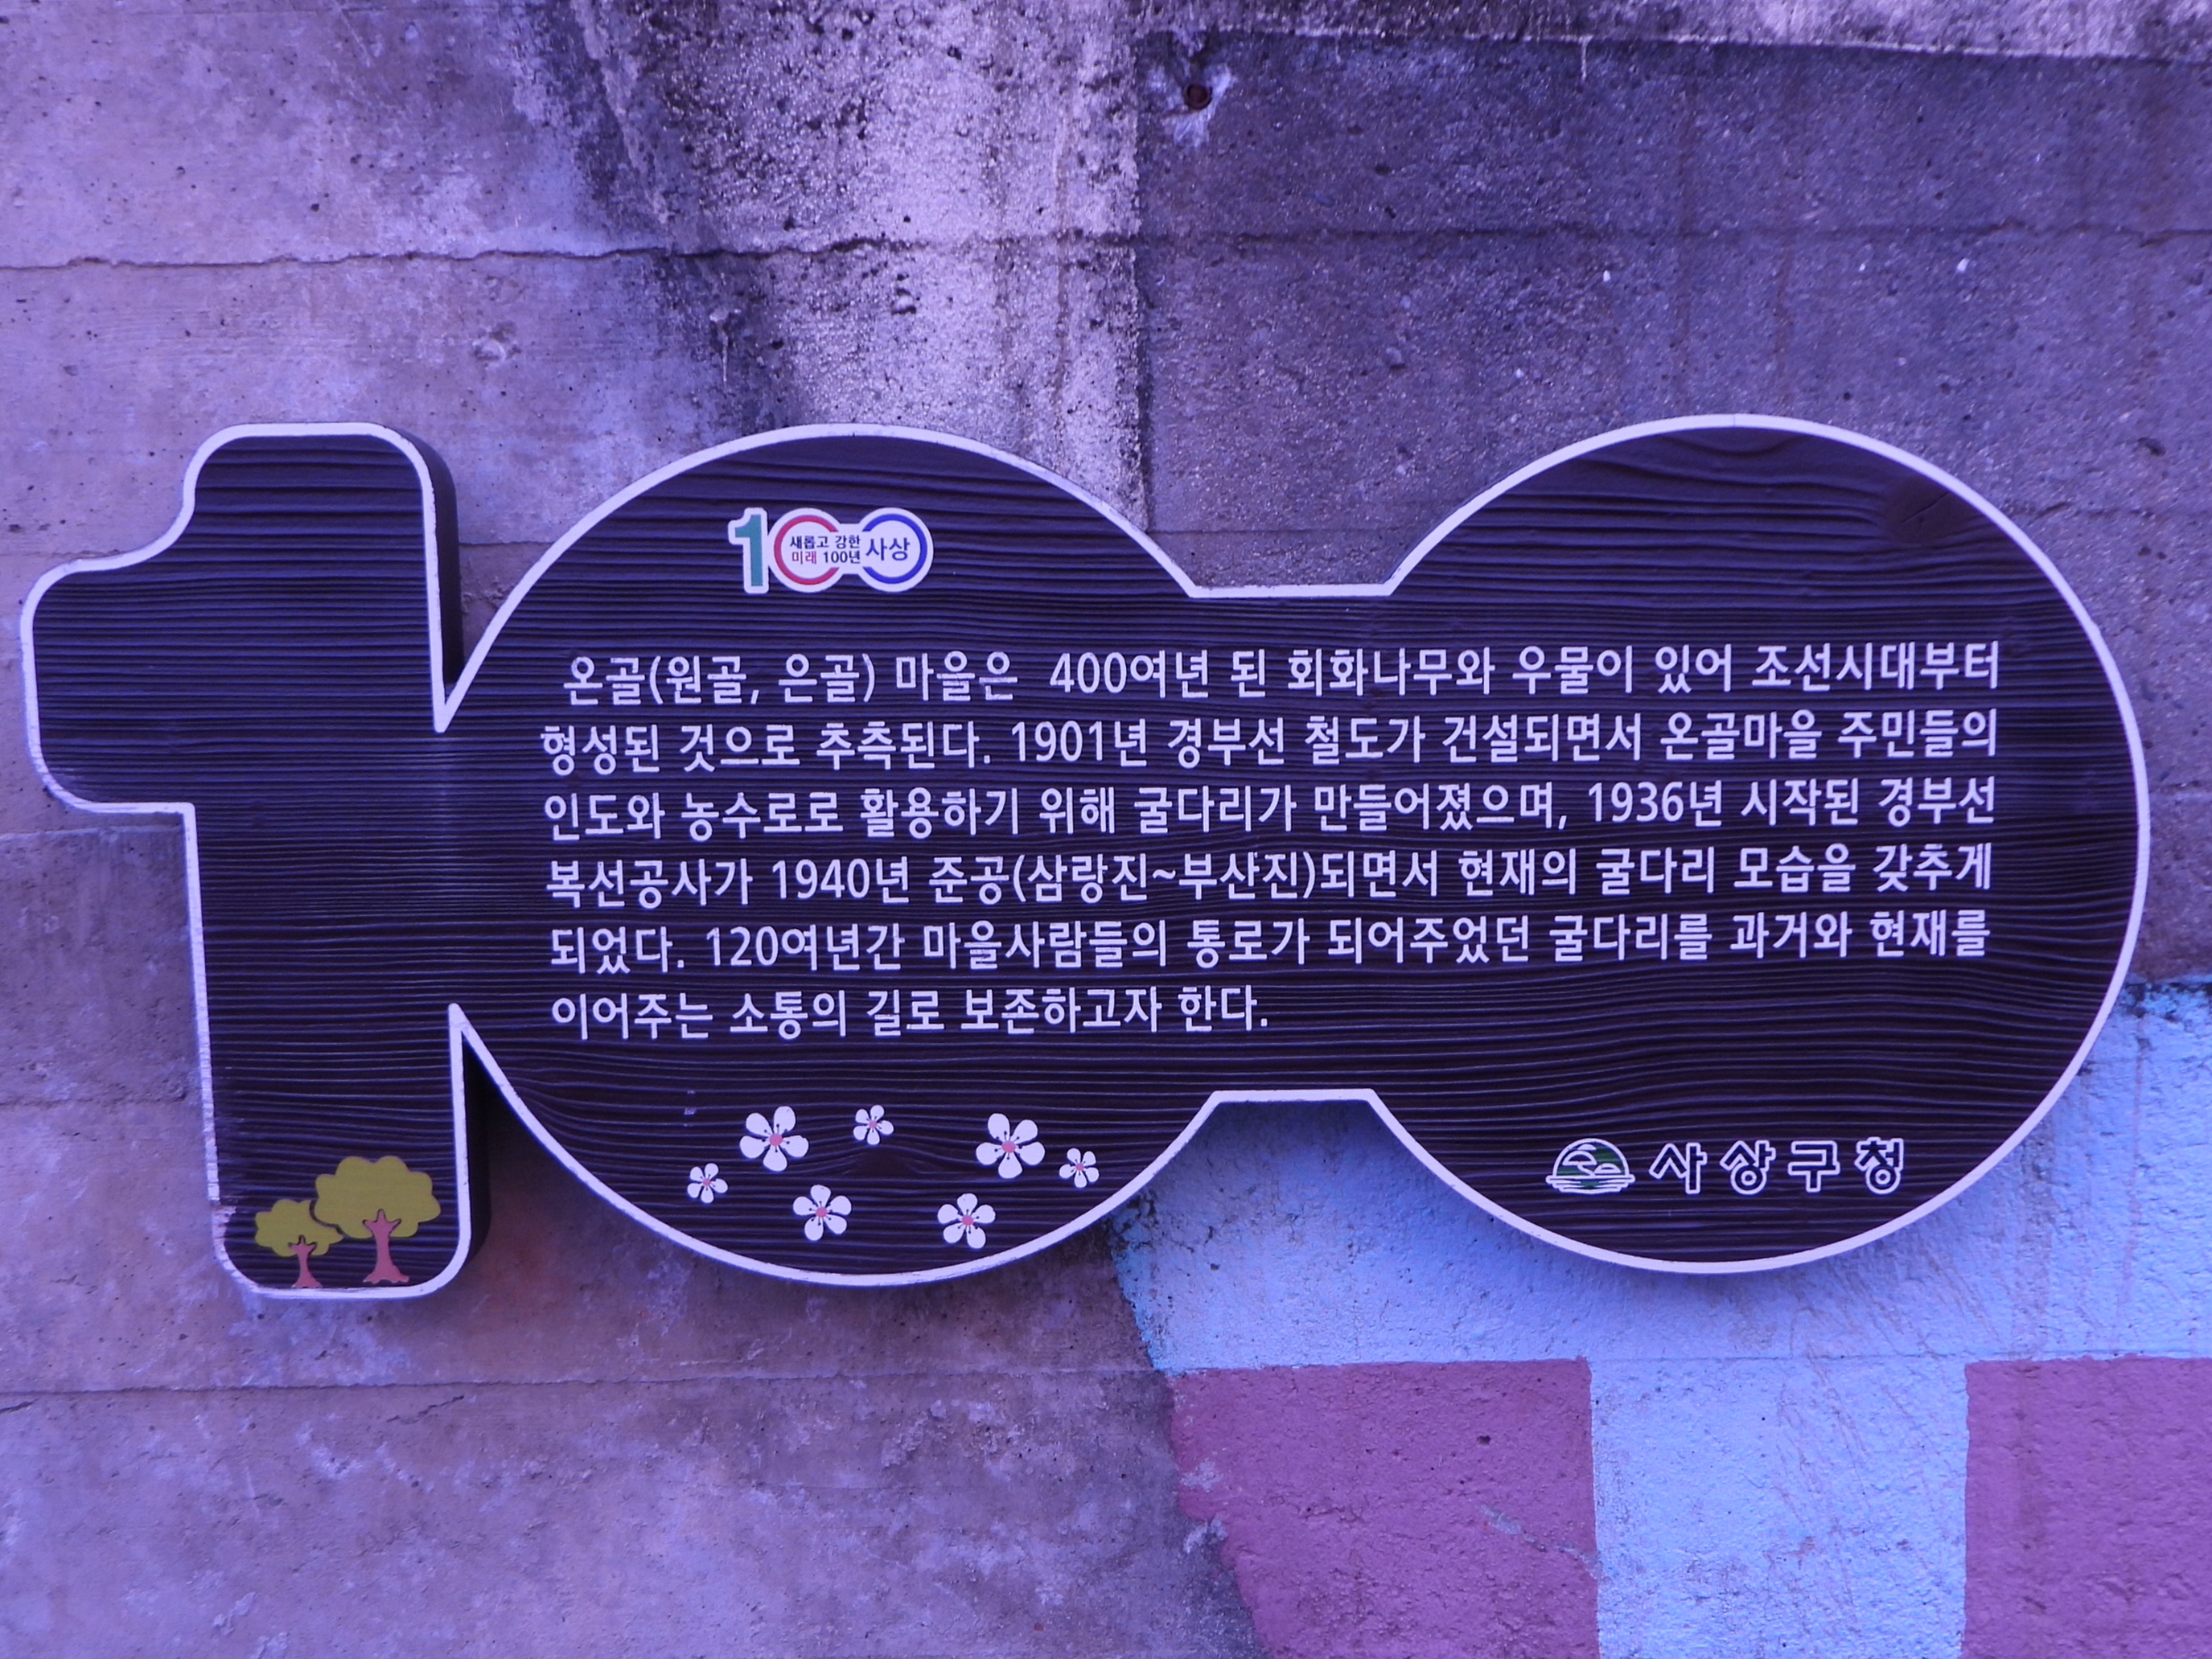 100
새롭고 강한
미래 100년 사상
온골(원골, 은골) 마을은 400여년 된 회화나무와 우물이 있어 조선시대부터
형성된 것으로 추측된다. 1901년 경부선 철도가 건설되면서 온골마을 주민들의
인도와 농수로로 활용하기 위해 굴다리가 만들어졌으며, 1936년 시작된 경부선
복선공사가 1940년 준공(삼랑진~부산진)되면서 현재의 굴다리 모습을 갖추게
되었다. 120여년간 마을사람들의 통로가 되어주었던 굴다리를 과거와 현재를
이어주는 소통의 길로 보존하고자 한다.
사상구청